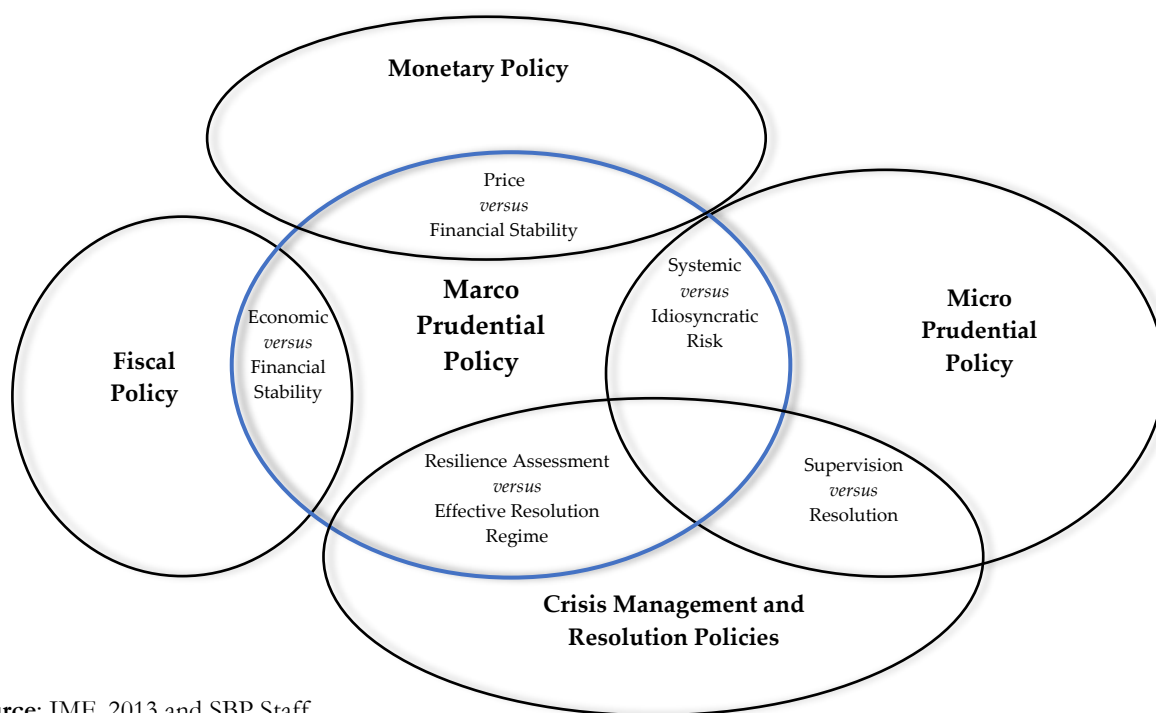 Monetary Policy
Price
versus
Financial Stability
Systemic
versus
Idiosyncratic
Risk
Marco
Prudential
Policy
Micro
Prudential
Policy
Economic
versus
Financial
Stability
Fiscal
Policy
Resilience Assessment
versus
Effective Resolution
Regime
Supervision
versus
Resolution
Crisis Management and
Resolution Policies
urce: IMF, 2013 and SBP Staff